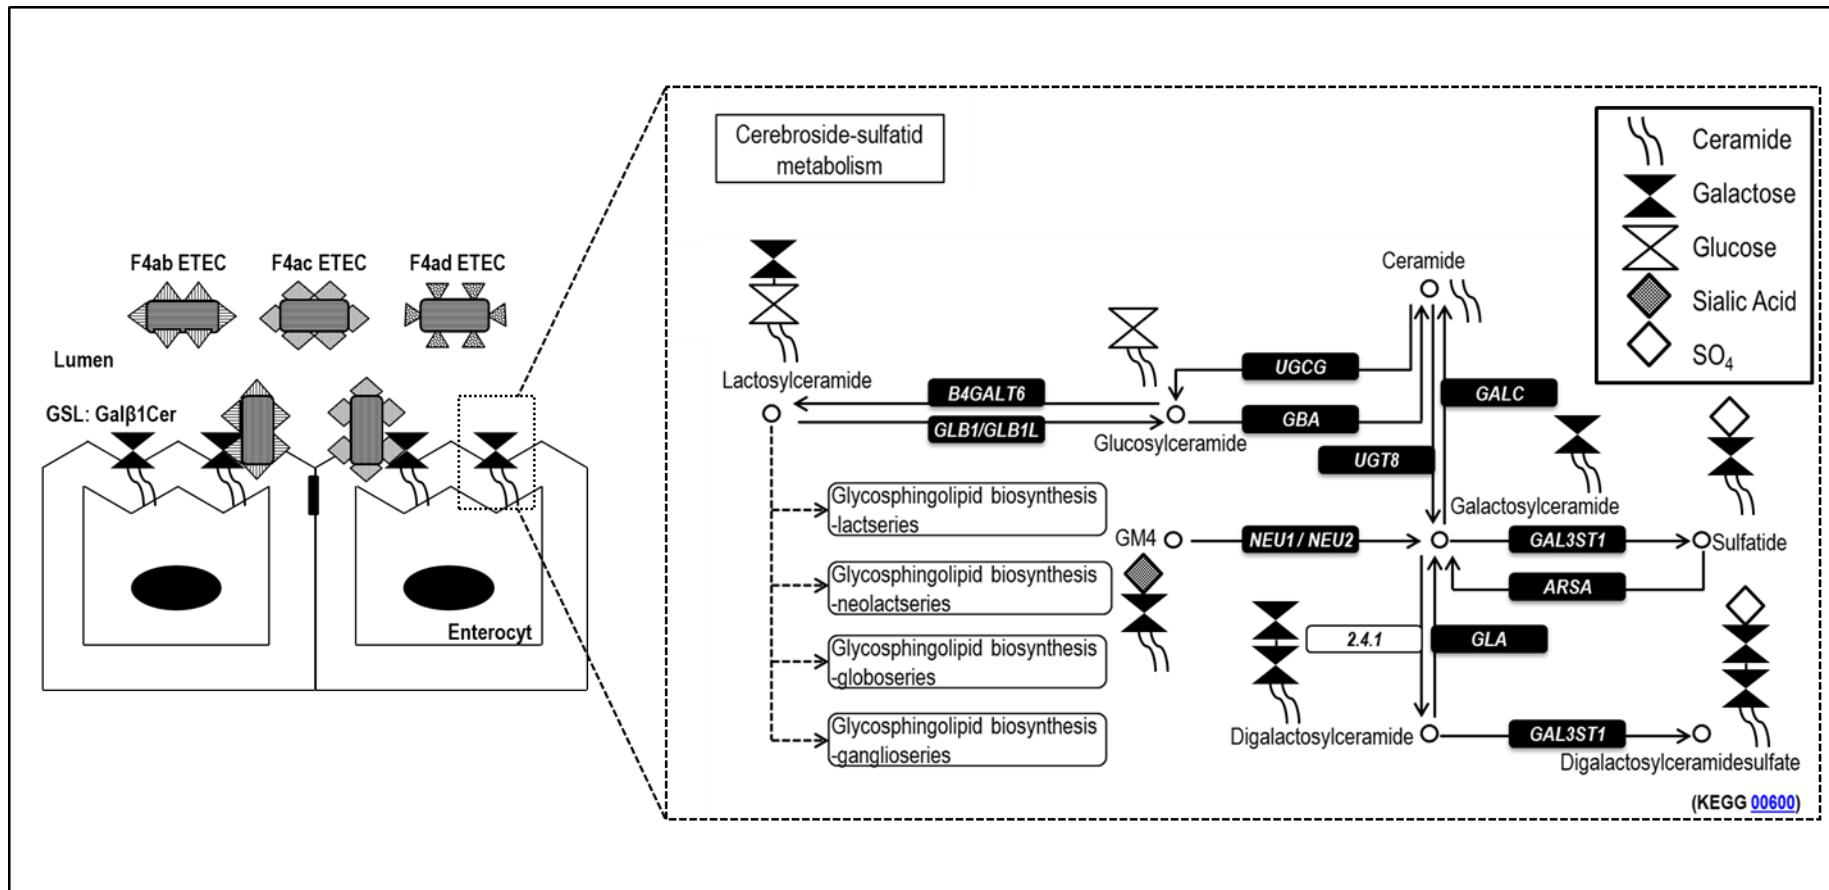 F4ab ETEC
F4ac ETEC
F4ad ETEC
Lumen
GSL: Galβ1Cer
Enterocyt
Cerebroside-sulfatid
metabolism
Ceramide
Galactose
Glucose
Sialic Acid
SO4
Ceramide
Lactosylceramide
B4GALT6
GLB1/GLB1L
Glucosylceramide
UGCG
GBA
GALC
UGT8
Glycosphingolipid biosynthesis
-lactseries
Glycosphingolipid biosynthesis
-neolactseries
Glycosphingolipid biosynthesis
-globoseries
Glycosphingolipid biosynthesis
-ganglioseries
GM4
NEU1 / NEU2
Galactosylceramide
GAL3ST1
Sulfatide
ARSA
2.4.1
GLA
Digalactosylceramide
GAL3ST1
Digalactosylceramidesulfate
(KEGG 00600)